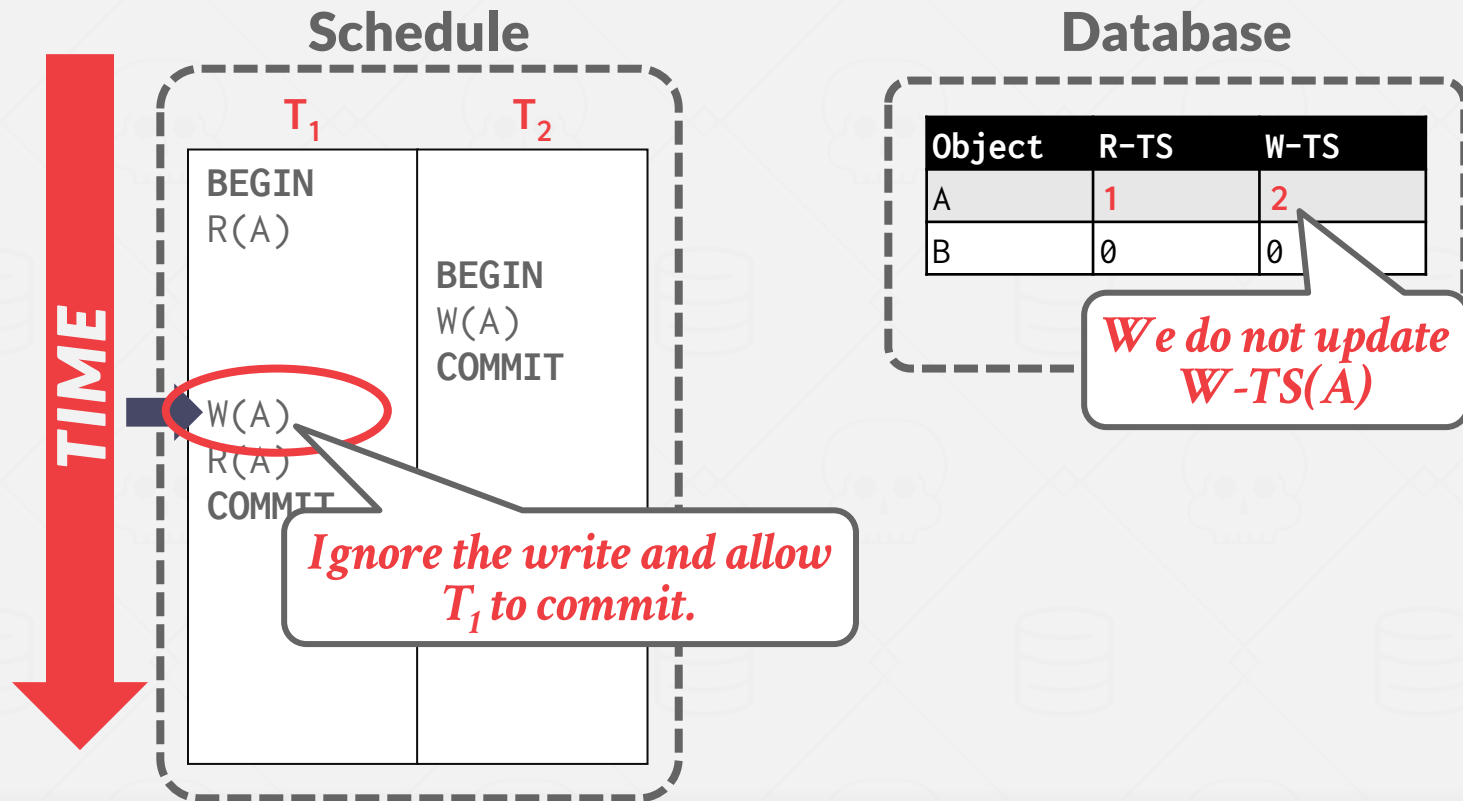 Schedule
Database
TIME
T₁ T₂
BEGIN
R(A)
BEGIN
W(A)
COMMIT
W(A)
R(A)
COMMIT
Ignore the write and allow
T₁ to commit.
Object R-TS W-TS
A 1 2
B 0 0
We do not update
W-TS(A)